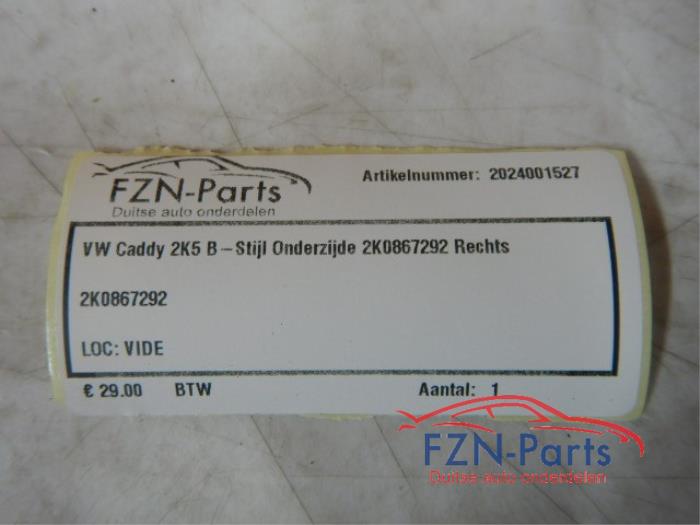 FZN-Parts
Duitse auto onderdelen
Artikelnummer: 2024001527
VW Caddy 2K5 B-Stijl Onderzijde 2K0867292 Rechts
2K0867292
LOC: VIDE
€ 29.00 BTW Aantal: 1
FZN-Parts
Duitse auto onderdelen